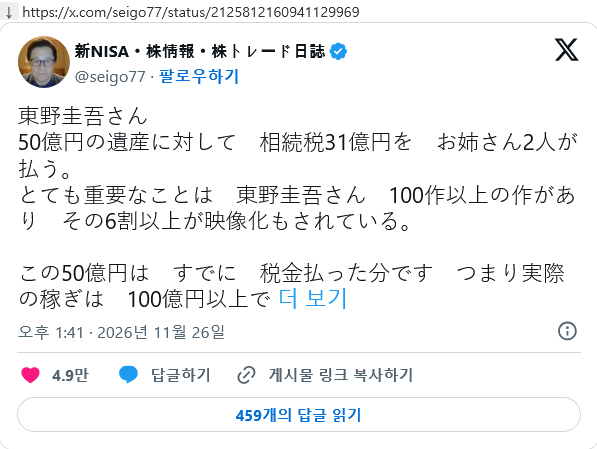 ↓ https://x.com/seigo77/status/2125812160941129969
新NISA・株情報・株トレード日誌
@seigo77 · 팔로우하기
東野圭吾さん
50億円の遺産に対して　相続税31億円を　お姉さん2人が
払う。
とても重要なことは　東野圭吾さん　100作以上の作があ
り　その6割以上が映像化もされている。
この50億円は　すでに　税金払った分です　つまり実際
の稼ぎは　100億円以上で 더 보기
오후 1:41 · 2026년 11월 26일
4.9만 답글하기 게시물 링크 복사하기
459개의 답글 읽기